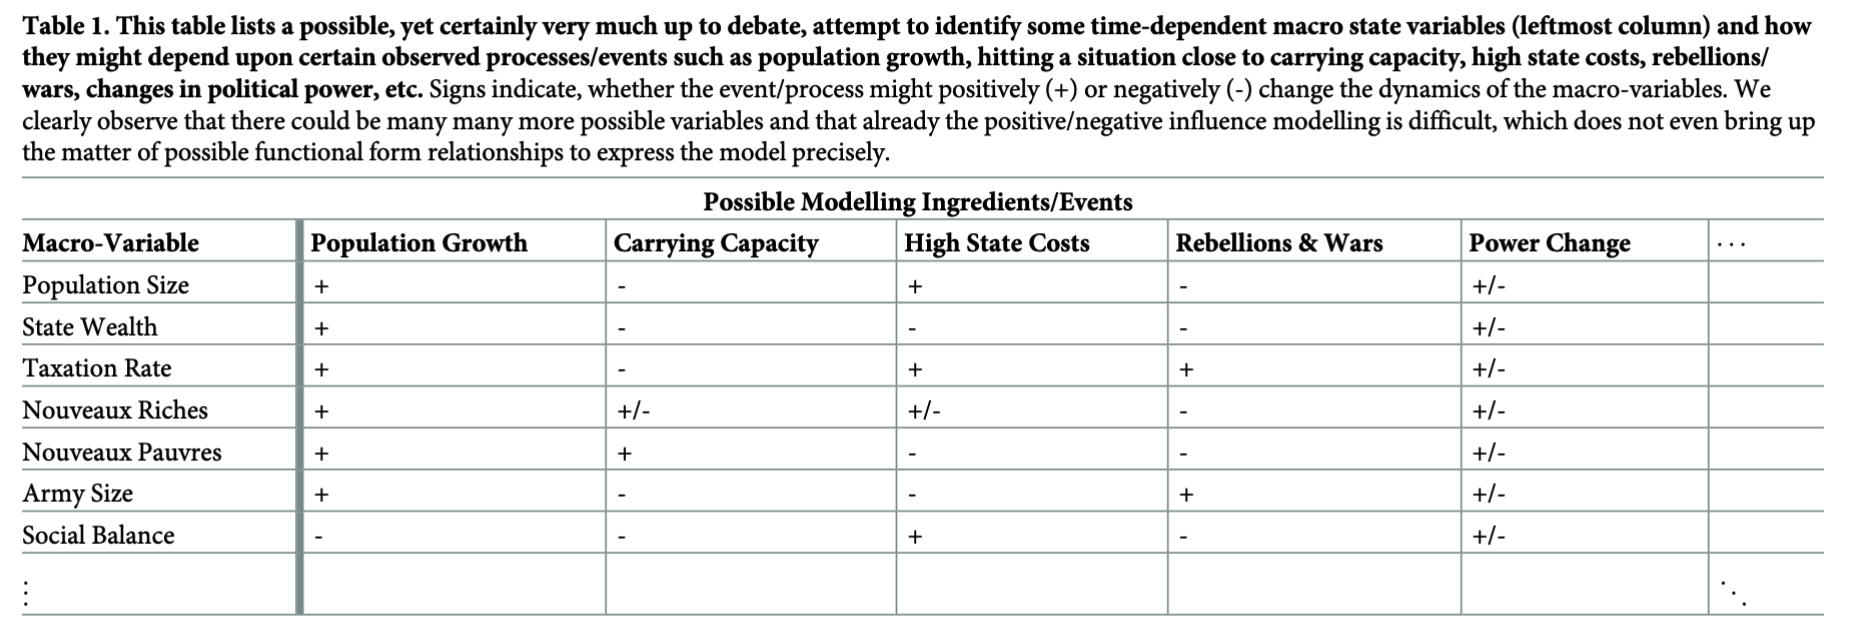 Table 1. This table lists a possible, yet certainly very much up to debate, attempt to identify some time-dependent macro state variables (leftmost column) and how
they might depend upon certain observed processes/events such as population growth, hitting a situation close to carrying capacity, high state costs, rebellions/
wars, changes in political power, etc. Signs indicate, whether the event/process might positively (+) or negatively (-) change the dynamics of the macro-variables. We
clearly observe that there could be many many more possible variables and that already the positive/negative influence modelling is difficult, which does not even bring up
the matter of possible functional form relationships to express the model precisely.
Possible Modelling Ingredients/Events
Macro-Variable Population Growth Carrying Capacity High State Costs Rebellions & Wars Power Change ⋯
Population Size + - + - +/-
State Wealth + - - - +/-
Taxation Rate + - + + +/-
Nouveaux Riches + +/- +/- - +/-
Nouveaux Pauvres + + - - +/-
Army Size + - - + +/-
Social Balance - - + - +/-
⋮ ⋱